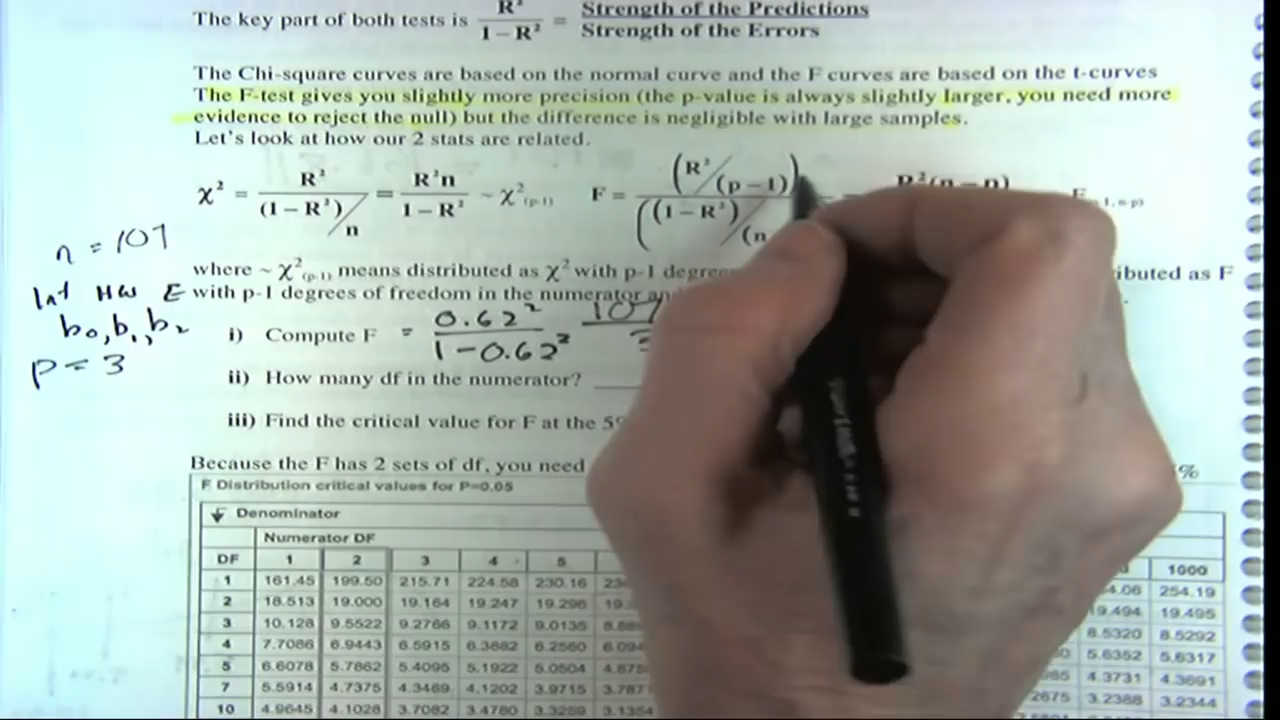 The key part of both tests is R² / 1 − R² = Strength of the Predictions / Strength of the Errors
The Chi-square curves are based on the normal curve and the F curves are based on the t-curves
The F-test gives you slightly more precision (the p-value is always slightly larger, you need more
evidence to reject the null) but the difference is negligible with large samples.
Let's look at how our 2 stats are related.
χ² = R² / (1 − R²)/n = R²n / 1 − R² ~ χ²(p-1) F = (R²/(p − 1)) / ((1 − R²)/(n
n = 107
where ~ χ²(p-1) means distributed as χ² with p-1 degrees ibuted as F
Int HW E
with p-1 degrees of freedom in the numerator and
b₀, b₁, b₂
i) Compute F = 0.62² / 1 − 0.62² 107
p = 3
ii) How many df in the numerator?
iii) Find the critical value for F at the 5%
Because the F has 2 sets of df, you need %
F Distribution critical values for P=0.05
Denominator
Numerator DF
DF 1 2 3 4 5 1000
1 161.45 199.50 215.71 224.58 230.16 254.19
2 18.513 19.000 19.164 19.247 19.296 19.494 19.495
3 10.128 9.5522 9.2766 9.1172 9.0135 8.5320 8.5292
4 7.7086 6.9443 6.5915 6.3882 6.2560 5.6352 5.6317
5 6.6078 5.7862 5.4095 5.1922 5.0504 4.3731 4.3691
7 5.5914 4.7375 4.3469 4.1202 3.9715 3.2388 3.2344
10 4.9645 4.1028 3.7082 3.4780 3.3259 3.1354